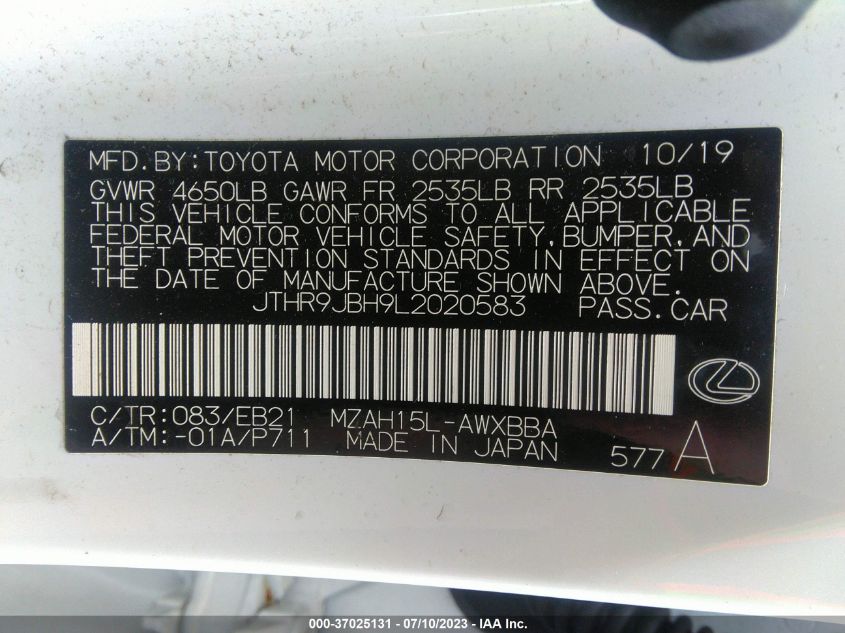 MFD.BY:TOYOTA MOTOR CORPORATION 10/19
GVWR 4650LB GAWR FR 2535LB RR 2535LB
THIS VEHICLE CONFORMS TO ALL APPLICABLE
FEDERAL MOTOR VEHICLE SAFETY,BUMPER,AND
THEFT PREVENTION STANDARDS IN EFFECT ON
THE DATE OF MANUFACTURE SHOWN ABOVE.
JTHR9JBH9L2020583 PASS.CAR
C/TR:083/EB21 MZAH15L-AWXBBA
A/TM:-01A/P711 MADE IN JAPAN 577 A
000-37025131 - 07/10/2023 - IAA Inc.